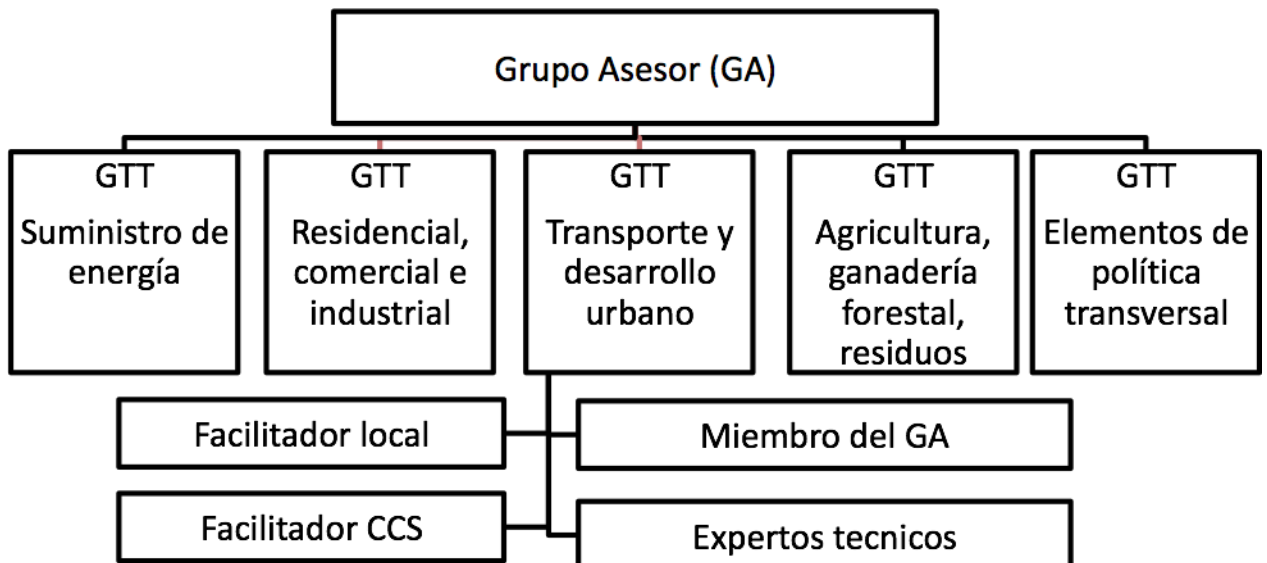 Grupo Asesor (GA)
GTT
Suministro de
energía
GTT
Residencial,
comercial e
industrial
GTT
Transporte y
desarrollo
urbano
GTT
Agricultura,
ganadería
forestal,
residuos
GTT
Elementos de
política
transversal
Facilitador local
Miembro del GA
Facilitador CCS
Expertos tecnicos